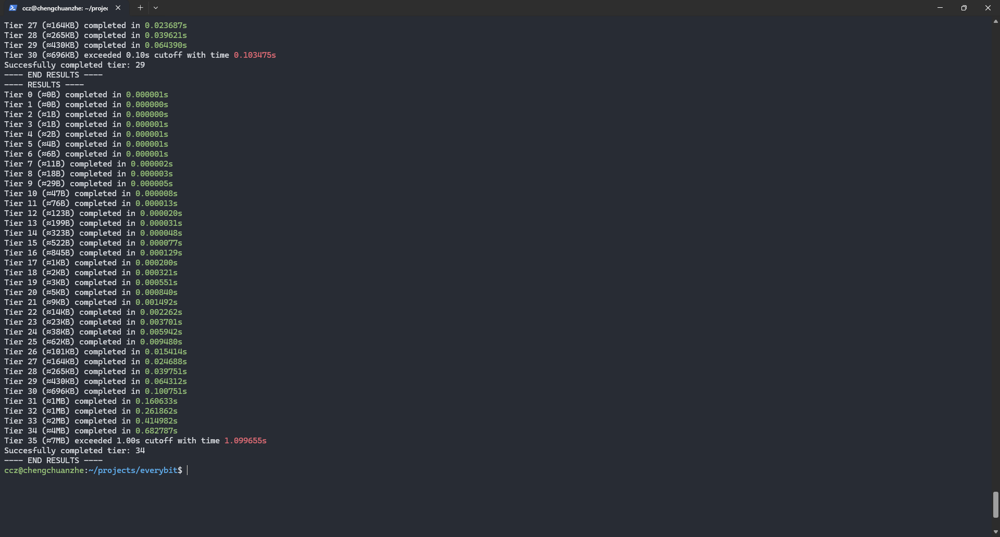 ccz@chengchuanzhe: ~/projec
Tier 27 (≈164KB) completed in 0.023687s
Tier 28 (≈265KB) completed in 0.039621s
Tier 29 (≈430KB) completed in 0.064390s
Tier 30 (≈696KB) exceeded 0.10s cutoff with time 0.103475s
Succesfully completed tier: 29
---- END RESULTS ----
---- RESULTS ----
Tier 0 (≈0B) completed in 0.000001s
Tier 1 (≈0B) completed in 0.000000s
Tier 2 (≈1B) completed in 0.000000s
Tier 3 (≈1B) completed in 0.000001s
Tier 4 (≈2B) completed in 0.000001s
Tier 5 (≈4B) completed in 0.000001s
Tier 6 (≈6B) completed in 0.000001s
Tier 7 (≈11B) completed in 0.000002s
Tier 8 (≈18B) completed in 0.000003s
Tier 9 (≈29B) completed in 0.000005s
Tier 10 (≈47B) completed in 0.000008s
Tier 11 (≈76B) completed in 0.000013s
Tier 12 (≈123B) completed in 0.000020s
Tier 13 (≈199B) completed in 0.000031s
Tier 14 (≈323B) completed in 0.000048s
Tier 15 (≈522B) completed in 0.000077s
Tier 16 (≈845B) completed in 0.000129s
Tier 17 (≈1KB) completed in 0.000200s
Tier 18 (≈2KB) completed in 0.000321s
Tier 19 (≈3KB) completed in 0.000551s
Tier 20 (≈5KB) completed in 0.000840s
Tier 21 (≈9KB) completed in 0.001492s
Tier 22 (≈14KB) completed in 0.002262s
Tier 23 (≈23KB) completed in 0.003701s
Tier 24 (≈38KB) completed in 0.005942s
Tier 25 (≈62KB) completed in 0.009480s
Tier 26 (≈101KB) completed in 0.015414s
Tier 27 (≈164KB) completed in 0.024688s
Tier 28 (≈265KB) completed in 0.039751s
Tier 29 (≈430KB) completed in 0.064312s
Tier 30 (≈696KB) completed in 0.100751s
Tier 31 (≈1MB) completed in 0.160633s
Tier 32 (≈1MB) completed in 0.261862s
Tier 33 (≈2MB) completed in 0.414982s
Tier 34 (≈4MB) completed in 0.682787s
Tier 35 (≈7MB) exceeded 1.00s cutoff with time 1.099655s
Succesfully completed tier: 34
---- END RESULTS ----
ccz@chengchuanzhe:~/projects/everybit$